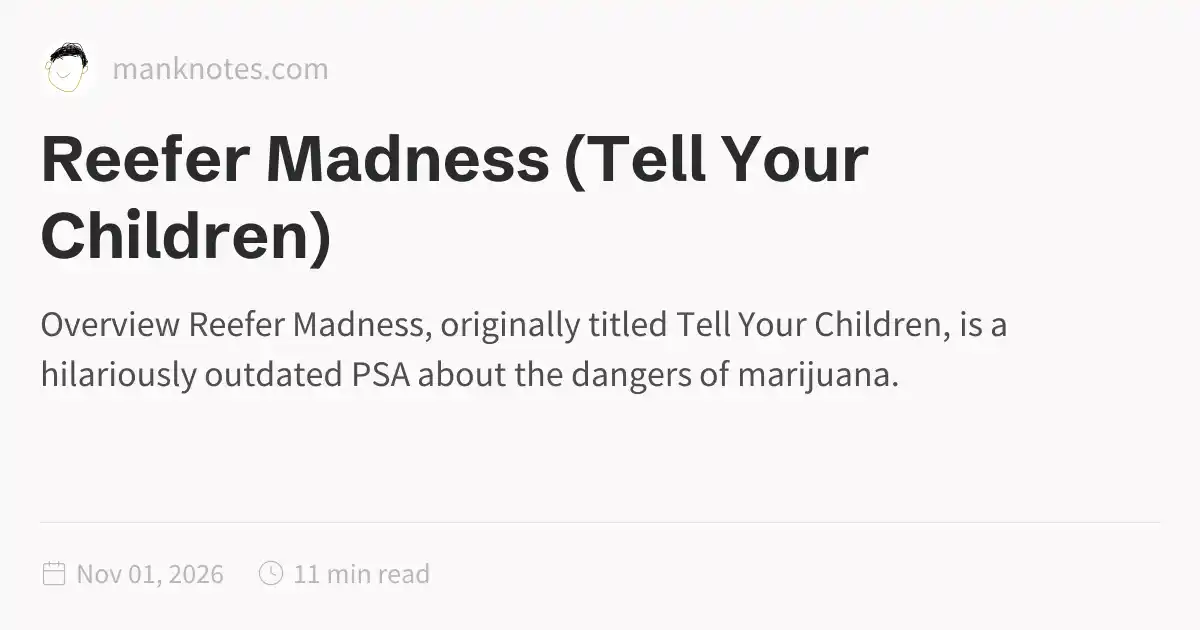 manknotes.com
Reefer Madness (Tell Your
Children)
Overview Reefer Madness, originally titled Tell Your Children, is a
hilariously outdated PSA about the dangers of marijuana.
Nov 01, 2026 11 min read